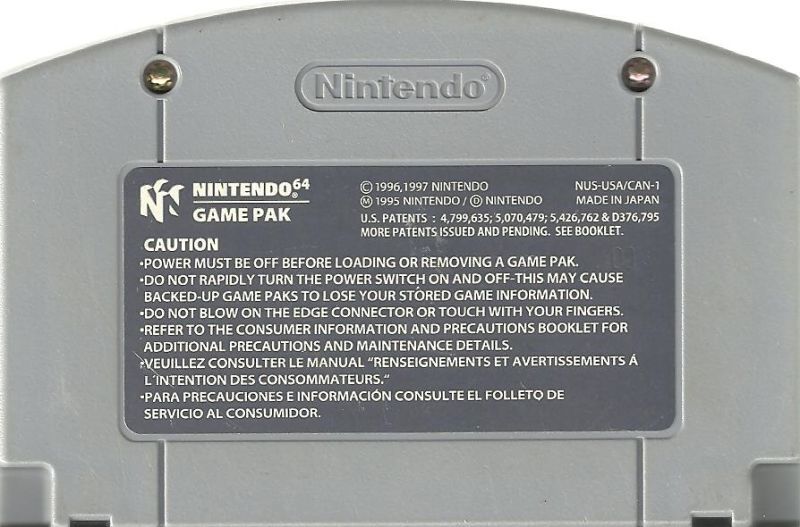 Nintendo®
NINTENDO®64
GAME PAK
©1996,1997 NINTENDO
NUS-USA/CAN-1
Ⓜ 1995 NINTENDO / Ⓓ NINTENDO
MADE IN JAPAN
U.S. PATENTS : 4,799,635; 5,070,479; 5,426,762 & D376,795
MORE PATENTS ISSUED AND PENDING. SEE BOOKLET.
CAUTION
•POWER MUST BE OFF BEFORE LOADING OR REMOVING A GAME PAK.
•DO NOT RAPIDLY TURN THE POWER SWITCH ON AND OFF-THIS MAY CAUSE
BACKED-UP GAME PAKS TO LOSE YOUR STORED GAME INFORMATION.
•DO NOT BLOW ON THE EDGE CONNECTOR OR TOUCH WITH YOUR FINGERS.
•REFER TO THE CONSUMER INFORMATION AND PRECAUTIONS BOOKLET FOR
ADDITIONAL PRECAUTIONS AND MAINTENANCE DETAILS.
•VEUILLEZ CONSULTER LE MANUAL "RENSEIGNEMENTS ET AVERTISSEMENTS Á
L'INTENTION DES CONSOMMATEURS."
•PARA PRECAUCIONES E INFORMACIÓN CONSULTE EL FOLLETO DE
SERVICIO AL CONSUMIDOR.